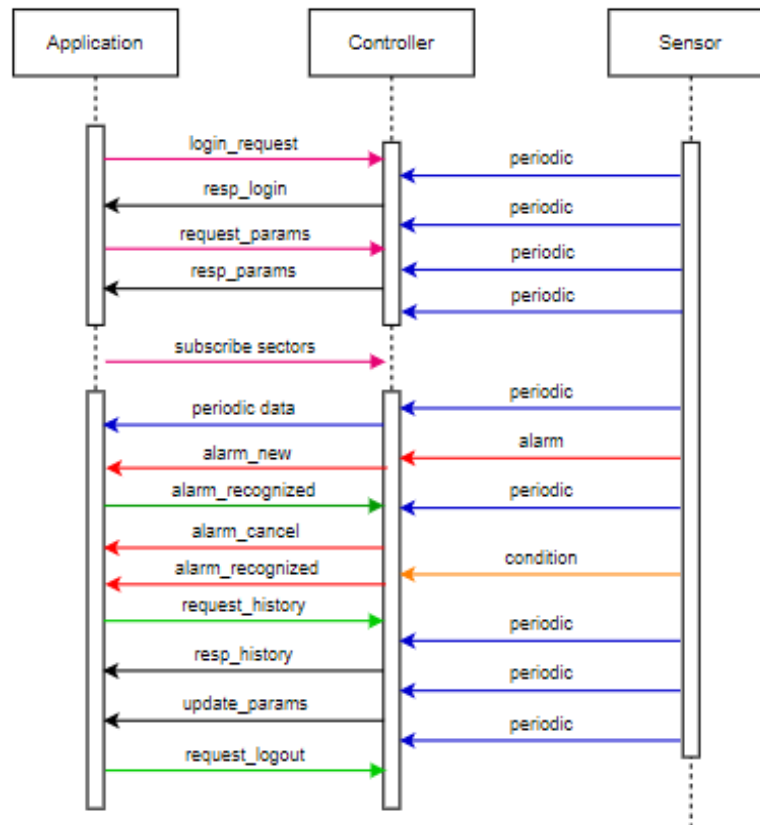 Application
Controller
Sensor
login_request
periodic
resp_login
periodic
request_params
periodic
resp_params
periodic
subscribe sectors
periodic
periodic data
alarm
alarm_new
alarm_recognized
periodic
alarm_cancel
condition
alarm_recognized
request_history
periodic
resp_history
periodic
update_params
periodic
request_logout